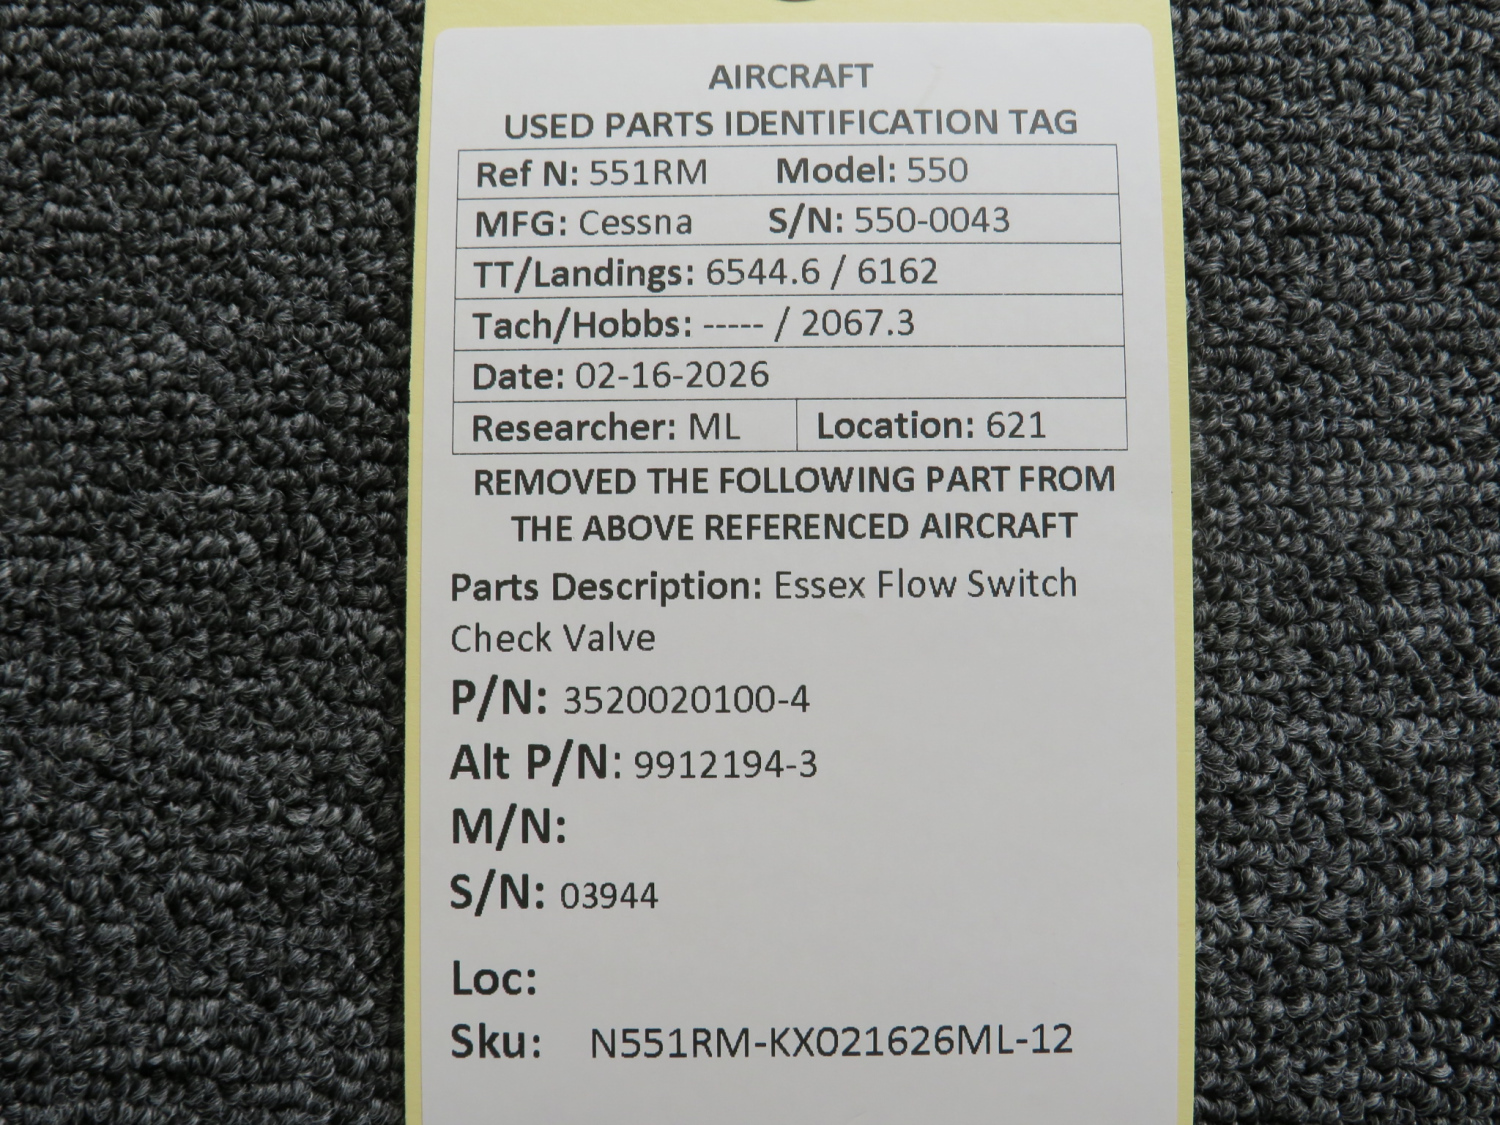 AIRCRAFT
USED PARTS IDENTIFICATION TAG
Ref N: 551RM Model: 550
MFG: Cessna S/N: 550-0043
TT/Landings: 6544.6 / 6162
Tach/Hobbs: ----- / 2067.3
Date: 02-16-2026
Researcher: ML Location: 621
REMOVED THE FOLLOWING PART FROM
THE ABOVE REFERENCED AIRCRAFT
Parts Description: Essex Flow Switch
Check Valve
P/N: 3520020100-4
Alt P/N: 9912194-3
M/N:
S/N: 03944
Loc:
Sku: N551RM-KX021626ML-12